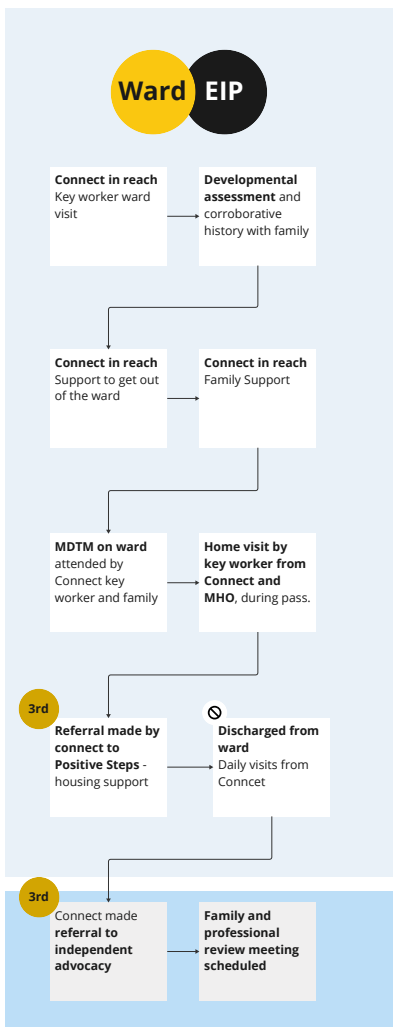 Ward EIP
Connect in reach
Key worker ward
visit
Developmental
assessment and
corroborative
history with family
Connect in reach
Support to get out
of the ward
Connect in reach
Family Support
MDTM on ward
attended by
Connect key
worker and family
Home visit by
key worker from
Connect and
MHO, during pass.
3rd
Referral made by
connect to
Positive Steps -
housing support
Discharged from
ward
Daily visits from
Conncet
3rd
Connect made
referral to
independent
advocacy
Family and
professional
review meeting
scheduled